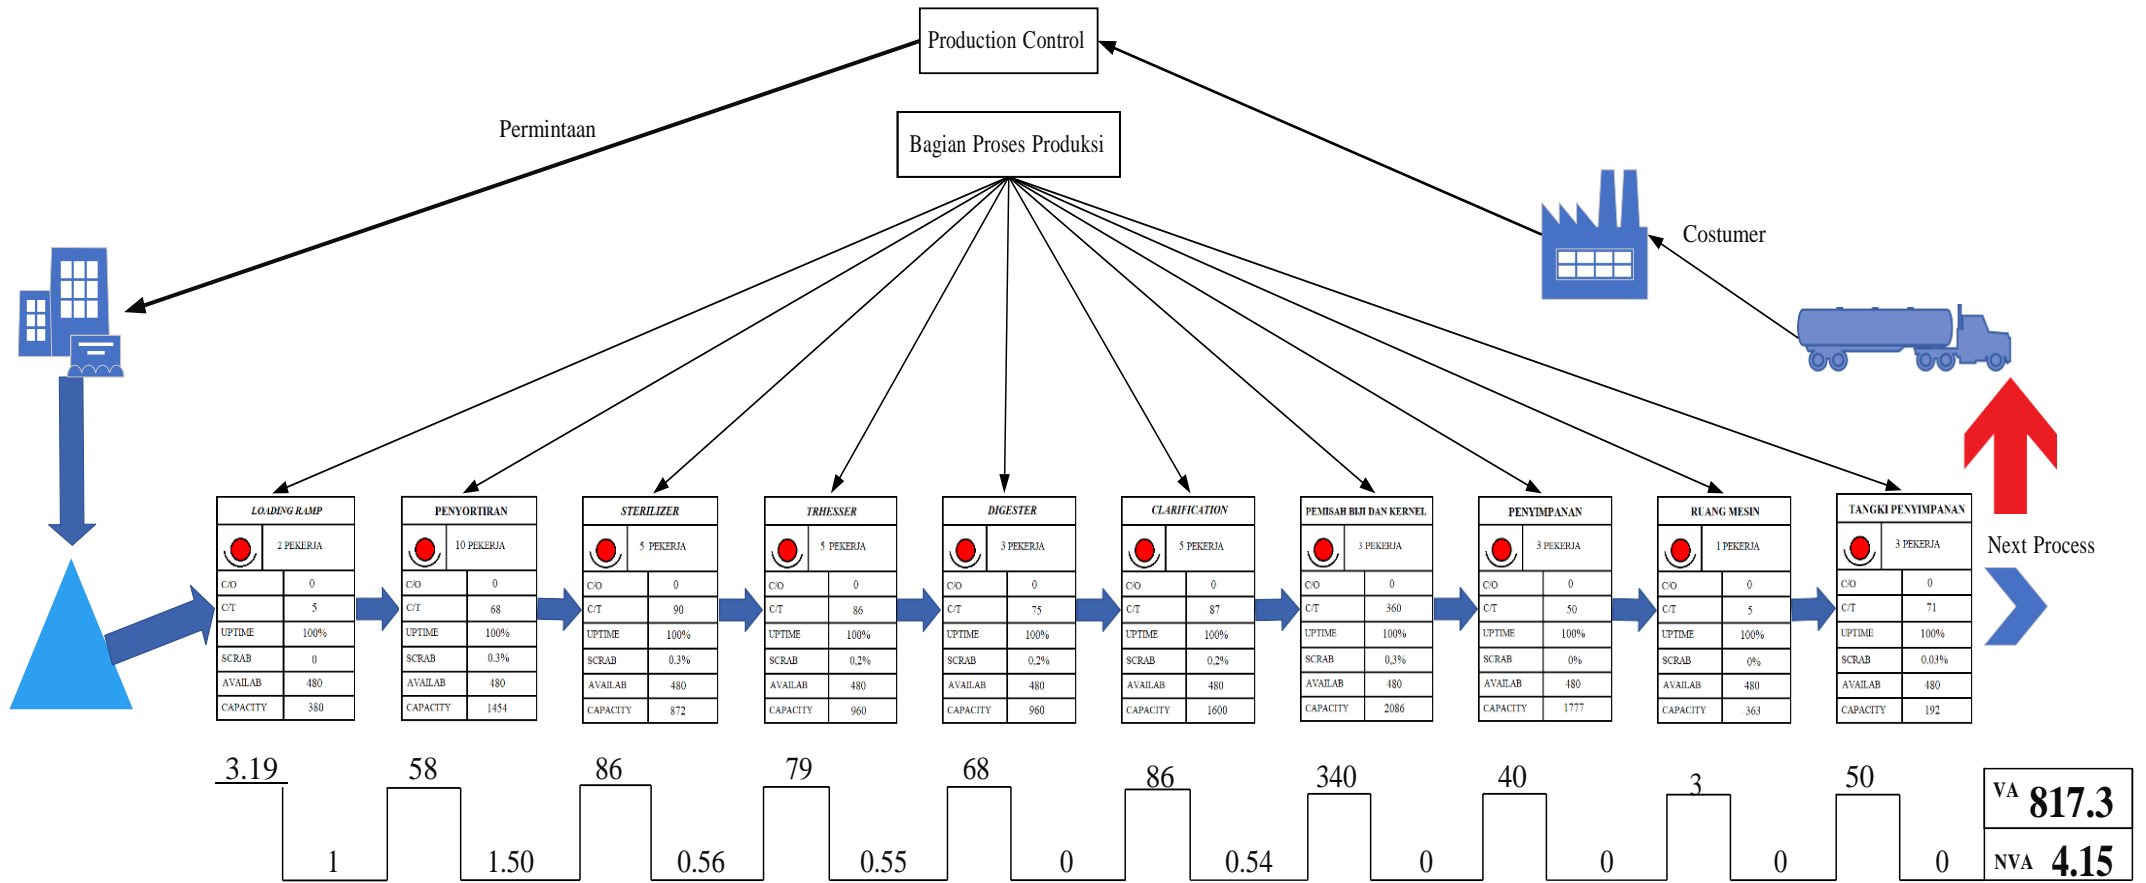 Production Control
Permintaan
Bagian Proses Produksi
Costumer
LOADING RAMP
2 PEKERJA
C/O 0
C/T 5
UPTIME 100%
SCRAB 0
AVAILAB 480
CAPACITY 380
PENYORTIRAN
10 PEKERJA
C/O 0
C/T 68
UPTIME 100%
SCRAB 0.3%
AVAILAB 480
CAPACITY 1454
STERILIZER
5 PEKERJA
C/O 0
C/T 90
UPTIME 100%
SCRAB 0.3%
AVAILAB 480
CAPACITY 872
TRHESSER
5 PEKERJA
C/O 0
C/T 86
UPTIME 100%
SCRAB 0,2%
AVAILAB 480
CAPACITY 960
DIGESTER
3 PEKERJA
C/O 0
C/T 75
UPTIME 100%
SCRAB 0,2%
AVAILAB 480
CAPACITY 960
CLARIFICATION
5 PEKERJA
C/O 0
C/T 87
UPTIME 100%
SCRAB 0,2%
AVAILAB 480
CAPACITY 1600
PEMISAH BIJI DAN KERNEL
3 PEKERJA
C/O 0
C/T 360
UPTIME 100%
SCRAB 0,3%
AVAILAB 480
CAPACITY 2086
PENYIMPANAN
3 PEKERJA
C/O 0
C/T 50
UPTIME 100%
SCRAB 0%
AVAILAB 480
CAPACITY 1777
RUANG MESIN
1 PEKERJA
C/O 0
C/T 5
UPTIME 100%
SCRAB 0%
AVAILAB 480
CAPACITY 363
TANGKI PENYIMPANAN
3 PEKERJA
C/O 0
C/T 71
UPTIME 100%
SCRAB 0.03%
AVAILAB 480
CAPACITY 192
Next Process
3.19 58 86 79 68 86 340 40 3 50
VA 817.3
1 1.50 0.56 0.55 0 0.54 0 0 0 0
NVA 4.15